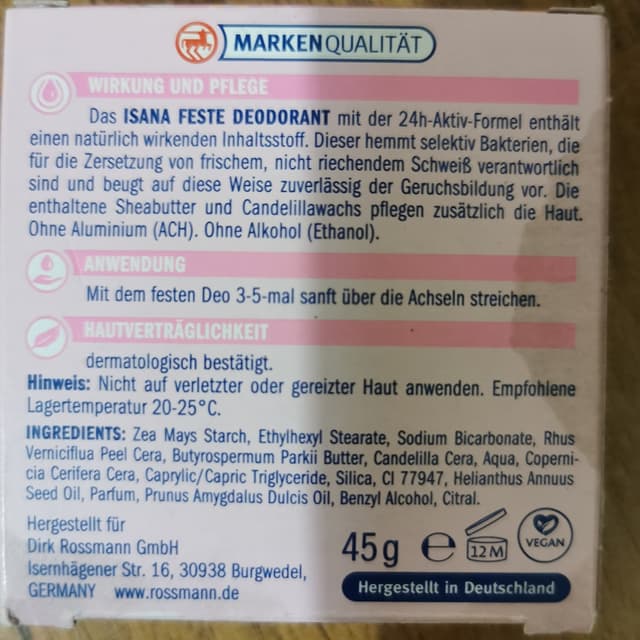 MARKENQUALITÄT
WIRKUNG UND PFLEGE
Das ISANA FESTE DEODORANT mit der 24h-Aktiv-Formel enthält
einen natürlich wirkenden Inhaltsstoff. Dieser hemmt selektiv Bakterien, die
für die Zersetzung von frischem, nicht riechendem Schweiß verantwortlich
sind und beugt auf diese Weise zuverlässig der Geruchsbildung vor. Die
enthaltene Sheabutter und Candelillawachs pflegen zusätzlich die Haut.
Ohne Aluminium (ACH). Ohne Alkohol (Ethanol).
ANWENDUNG
Mit dem festen Deo 3-5-mal sanft über die Achseln streichen.
HAUTVERTRÄGLICHKEIT
dermatologisch bestätigt.
Hinweis: Nicht auf verletzter oder gereizter Haut anwenden. Empfohlene
Lagertemperatur 20-25°C.
INGREDIENTS: Zea Mays Starch, Ethylhexyl Stearate, Sodium Bicarbonate, Rhus
Verniciflua Peel Cera, Butyrospermum Parkii Butter, Candelilla Cera, Aqua, Coperni-
cia Cerifera Cera, Caprylic/Capric Triglyceride, Silica, CI 77947, Helianthus Annuus
Seed Oil, Parfum, Prunus Amygdalus Dulcis Oil, Benzyl Alcohol, Citral.
Hergestellt für
Dirk Rossmann GmbH
Isernhägener Str. 16, 30938 Burgwedel,
GERMANY www.rossmann.de
45g ℮ 12 M VEGAN
Hergestellt in Deutschland